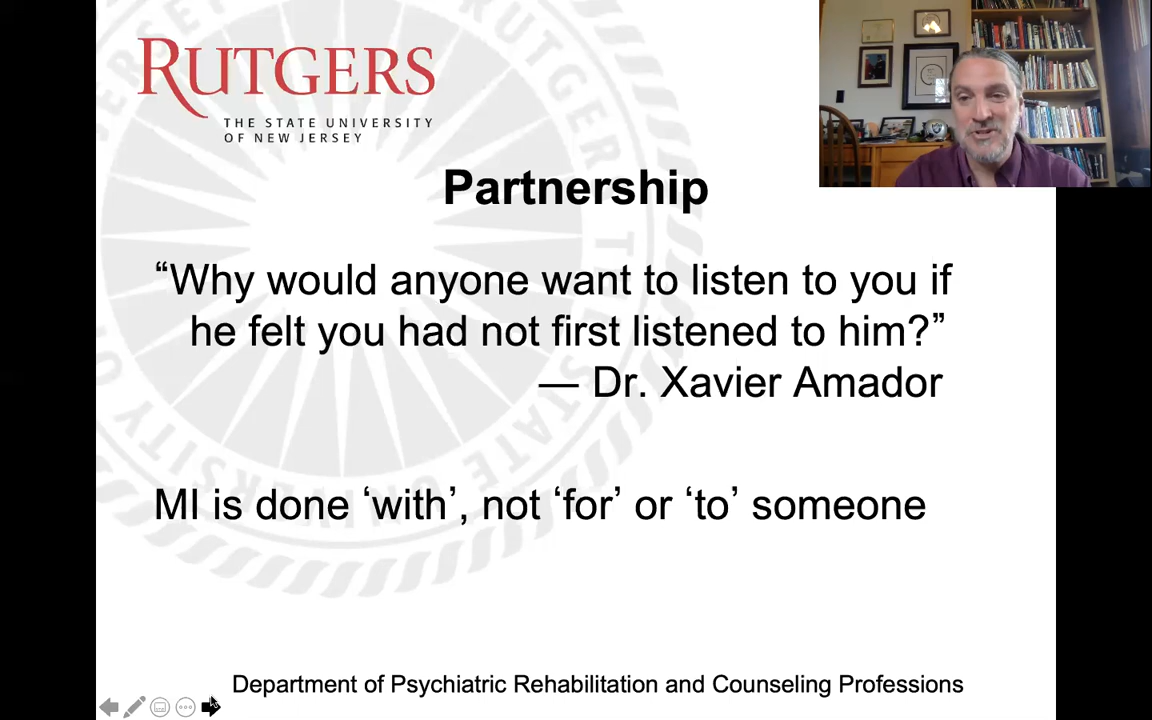 RUTGERS
THE STATE UNIVERSITY
OF NEW JERSEY
Partnership
“Why would anyone want to listen to you if
he felt you had not first listened to him?”
— Dr. Xavier Amador
MI is done ‘with’, not ‘for’ or ‘to’ someone
Department of Psychiatric Rehabilitation and Counseling Professions